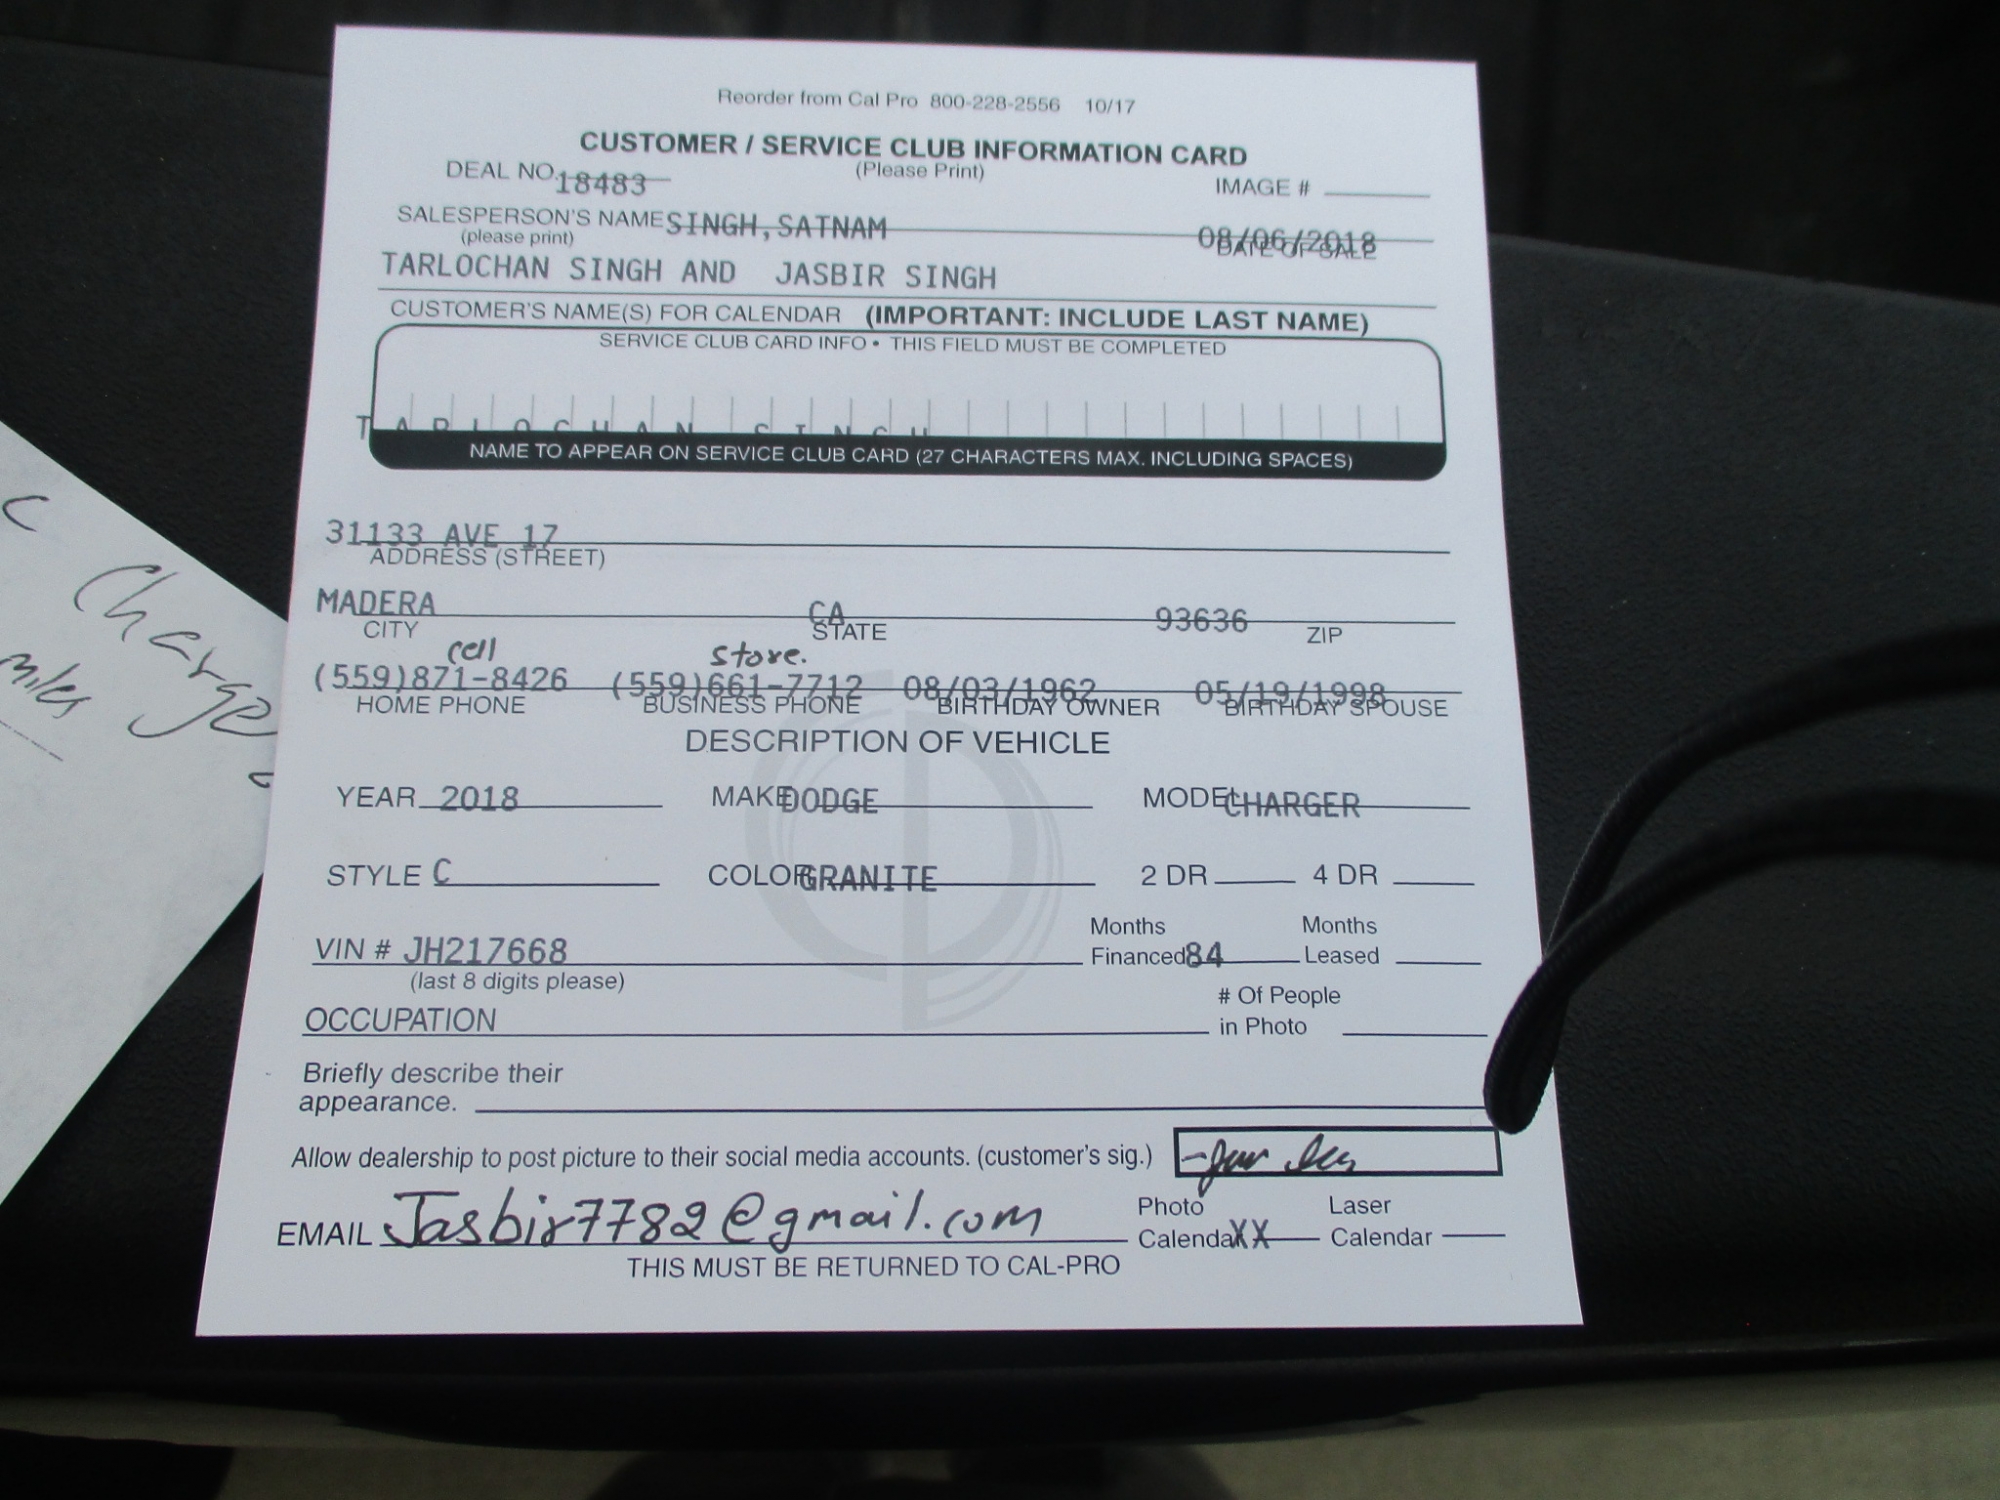 Reorder from Cal Pro 800-228-2556 10/17
CUSTOMER / SERVICE CLUB INFORMATION CARD
DEAL NO. 18483 (Please Print) IMAGE #
SALESPERSON'S NAME SINGH, SATNAM 08/06/2018
(please print) DATE OF SALE
TARLOCHAN SINGH AND JASBIR SINGH
CUSTOMER'S NAME(S) FOR CALENDAR (IMPORTANT: INCLUDE LAST NAME)
SERVICE CLUB CARD INFO • THIS FIELD MUST BE COMPLETED
TARLOCHAN SINGH
NAME TO APPEAR ON SERVICE CLUB CARD (27 CHARACTERS MAX. INCLUDING SPACES)
31133 AVE 17
ADDRESS (STREET)
MADERA CA 93636
CITY STATE ZIP
cell store.
(559)871-8426 (559)661-7712 08/03/1962 05/19/1998
HOME PHONE BUSINESS PHONE BIRTHDAY OWNER BIRTHDAY SPOUSE
DESCRIPTION OF VEHICLE
YEAR 2018 MAKE DODGE MODEL CHARGER
STYLE C COLOR GRANITE 2 DR 4 DR
Months Months
VIN # JH217668 Financed 84 Leased
(last 8 digits please)
# Of People
OCCUPATION in Photo
Briefly describe their
appearance.
Allow dealership to post picture to their social media accounts. (customer's sig.)
Photo Laser
EMAIL Jasbir7782@gmail.com Calendar XX Calendar
THIS MUST BE RETURNED TO CAL-PRO
C
Charge
miles